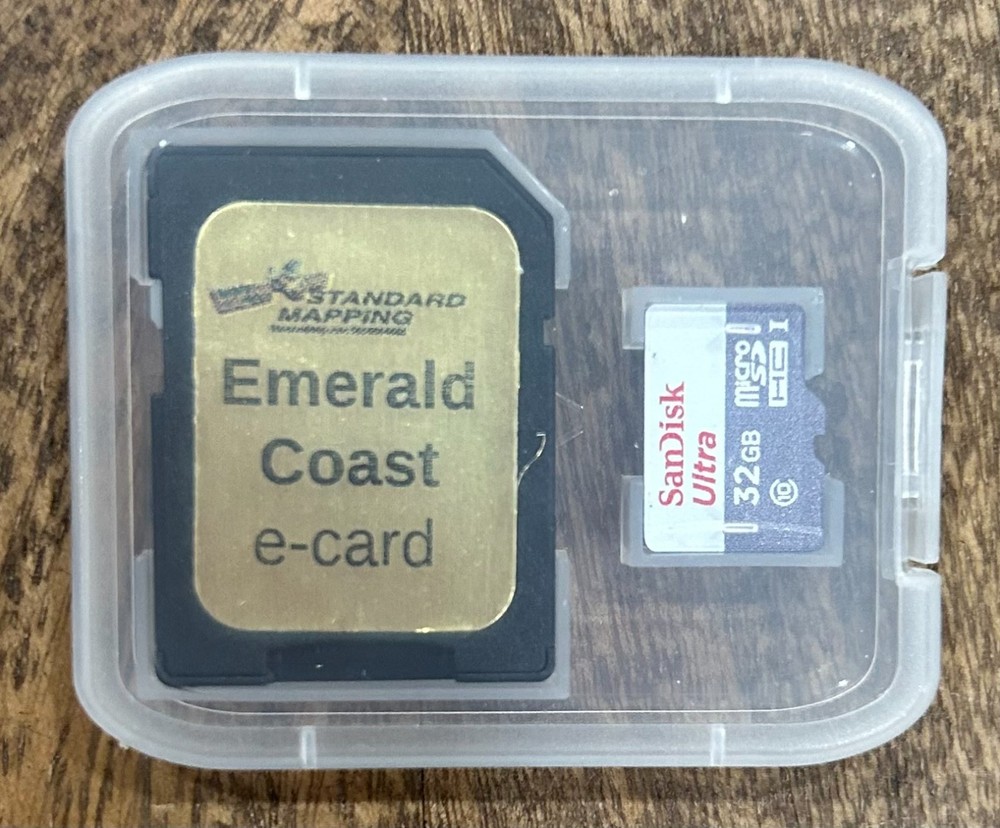 STANDARD
MAPPING
Emerald
Coast
e-card
SanDisk
Ultra
32GB
10
micro
SD
HC I